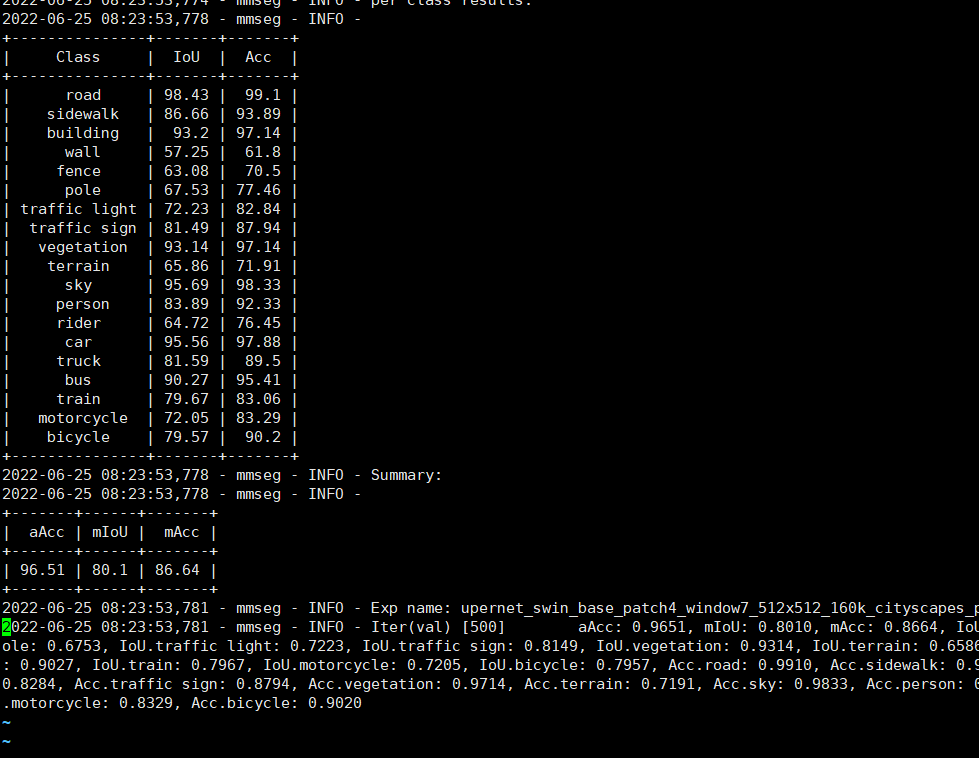 2022-06-25 08:23:53,774 - mmseg - INFO - per class results:
2022-06-25 08:23:53,778 - mmseg - INFO -
+---------------+-------+-------+
|     Class     |  IoU  |  Acc  |
+---------------+-------+-------+
|      road     | 98.43 |  99.1 |
|    sidewalk   | 86.66 | 93.89 |
|    building   |  93.2 | 97.14 |
|      wall     | 57.25 |  61.8 |
|     fence     | 63.08 |  70.5 |
|      pole     | 67.53 | 77.46 |
| traffic light | 72.23 | 82.84 |
|  traffic sign | 81.49 | 87.94 |
|   vegetation  | 93.14 | 97.14 |
|    terrain    | 65.86 | 71.91 |
|      sky      | 95.69 | 98.33 |
|     person    | 83.89 | 92.33 |
|     rider     | 64.72 | 76.45 |
|      car      | 95.56 | 97.88 |
|     truck     | 81.59 |  89.5 |
|      bus      | 90.27 | 95.41 |
|     train     | 79.67 | 83.06 |
|   motorcycle  | 72.05 | 83.29 |
|    bicycle    | 79.57 |  90.2 |
+---------------+-------+-------+
2022-06-25 08:23:53,778 - mmseg - INFO - Summary:
2022-06-25 08:23:53,778 - mmseg - INFO -
+-------+------+-------+
|  aAcc | mIoU |  mAcc |
+-------+------+-------+
| 96.51 | 80.1 | 86.64 |
+-------+------+-------+
2022-06-25 08:23:53,781 - mmseg - INFO - Exp name: upernet_swin_base_patch4_window7_512x512_160k_cityscapes_p
2022-06-25 08:23:53,781 - mmseg - INFO - Iter(val) [500]        aAcc: 0.9651, mIoU: 0.8010, mAcc: 0.8664, IoU
ole: 0.6753, IoU.traffic light: 0.7223, IoU.traffic sign: 0.8149, IoU.vegetation: 0.9314, IoU.terrain: 0.6586
: 0.9027, IoU.train: 0.7967, IoU.motorcycle: 0.7205, IoU.bicycle: 0.7957, Acc.road: 0.9910, Acc.sidewalk: 0.9
0.8284, Acc.traffic sign: 0.8794, Acc.vegetation: 0.9714, Acc.terrain: 0.7191, Acc.sky: 0.9833, Acc.person: 0
.motorcycle: 0.8329, Acc.bicycle: 0.9020
~
~